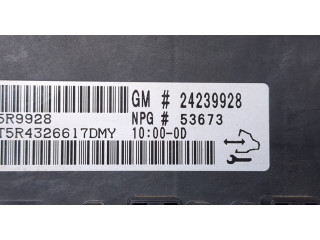 GM # 24239928
5R9928
NPG # 53673
T5R4326617DMY
10:00-0D